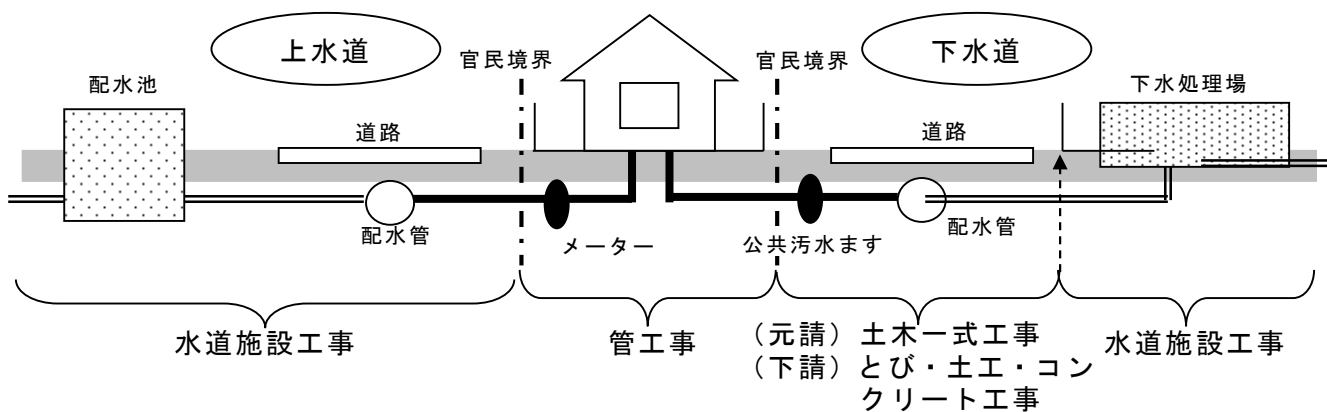 上水道
官民境界
官民境界
下水道
配水池
下水処理場
道路
道路
配水管
メーター
公共汚水ます
配水管
水道施設工事
管工事
（元請）土木一式工事
（下請）とび・土工・コン
クリート工事
水道施設工事